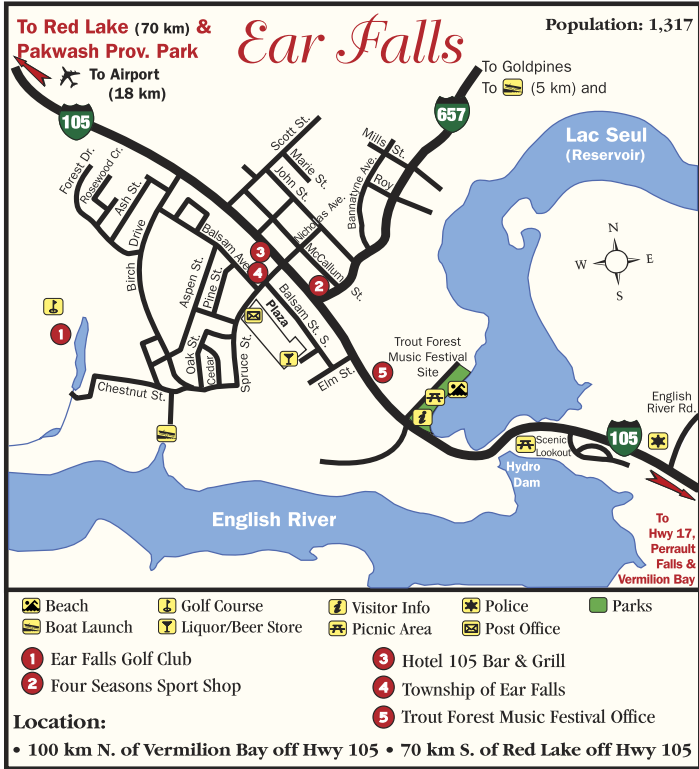 To Red Lake (70 km) &
Pakwash Prov. Park
Ear Falls
Population: 1,317
To Airport
(18 km)
To Goldpines
To (5 km) and
105
657
Lac Seul
(Reservoir)
Scott St.
Marie St.
John St.
Nicholas Ave.
McCallum St.
Mills St.
Roy
Bannatyne Ave.
Forest Dr.
Rosewood Cr.
Ash St.
Birch Drive
Balsam Ave.
Aspen St.
Pine St.
3
4
2
N
W E
S
Plaza
Balsam St. S.
1
Oak St.
Cedar
Spruce St.
Elm St.
Chestnut St.
5
Trout Forest
Music Festival
Site
English
River Rd.
105
Scenic
Lookout
Hydro
Dam
English River
To
Hwy 17,
Perrault
Falls &
Vermilion Bay
Beach
Golf Course
Visitor Info
Police
Parks
Boat Launch
Liquor/Beer Store
Picnic Area
Post Office
1 Ear Falls Golf Club
2 Four Seasons Sport Shop
3 Hotel 105 Bar & Grill
4 Township of Ear Falls
5 Trout Forest Music Festival Office
Location:
• 100 km N. of Vermilion Bay off Hwy 105 • 70 km S. of Red Lake off Hwy 105